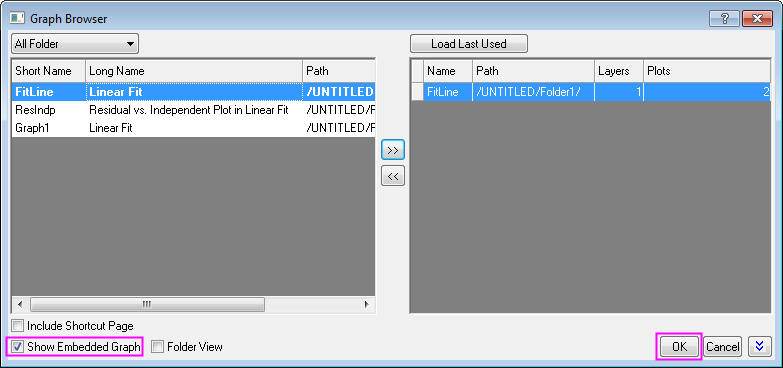 Graph Browser
All Folder
Load Last Used
Short Name Long Name Path
FitLine Linear Fit /UNTITLED
ResIndp Residual vs. Independent Plot in Linear Fit /UNTITLED/F
Graph1 Linear Fit /UNTITLED/F
Name Path Layers Plots
FitLine /UNTITLED/Folder1/ 1 2
>>
<<
Include Shortcut Page
Show Embedded Graph Folder View
OK Cancel